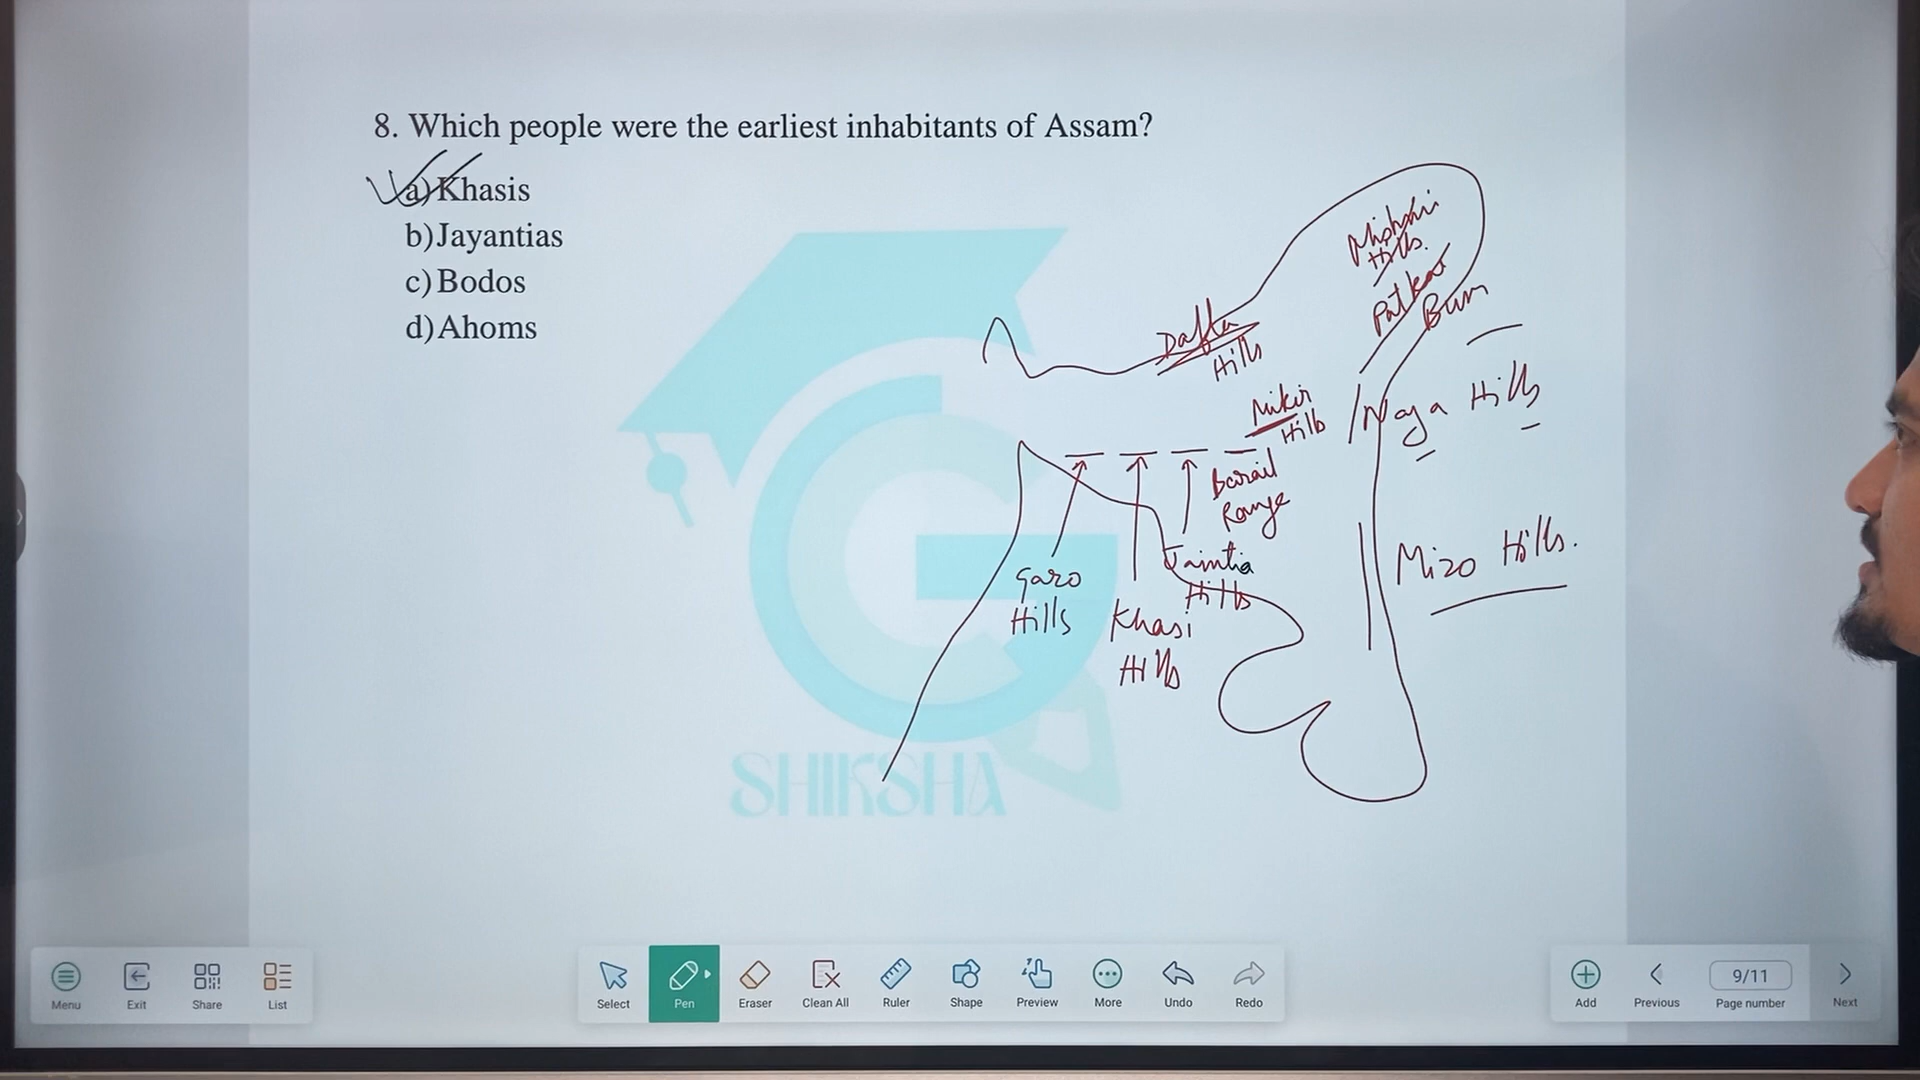 8. Which people were the earliest inhabitants of Assam?
a) Khasis
b) Jayantias
c) Bodos
d) Ahoms
Mishmi
Hills.
Patkai
Bum
Dafla
Hills
Mikir
Hills
Naga Hills
Barail
Range
Jaintia
Hills
Garo
Hills
Khasi
Hills
Mizo Hills.
SHIKSHA
Menu
Exit
Share
List
Select
Pen
Eraser
Clean All
Ruler
Shape
Preview
More
Undo
Redo
Add
Previous
9/11
Page number
Next